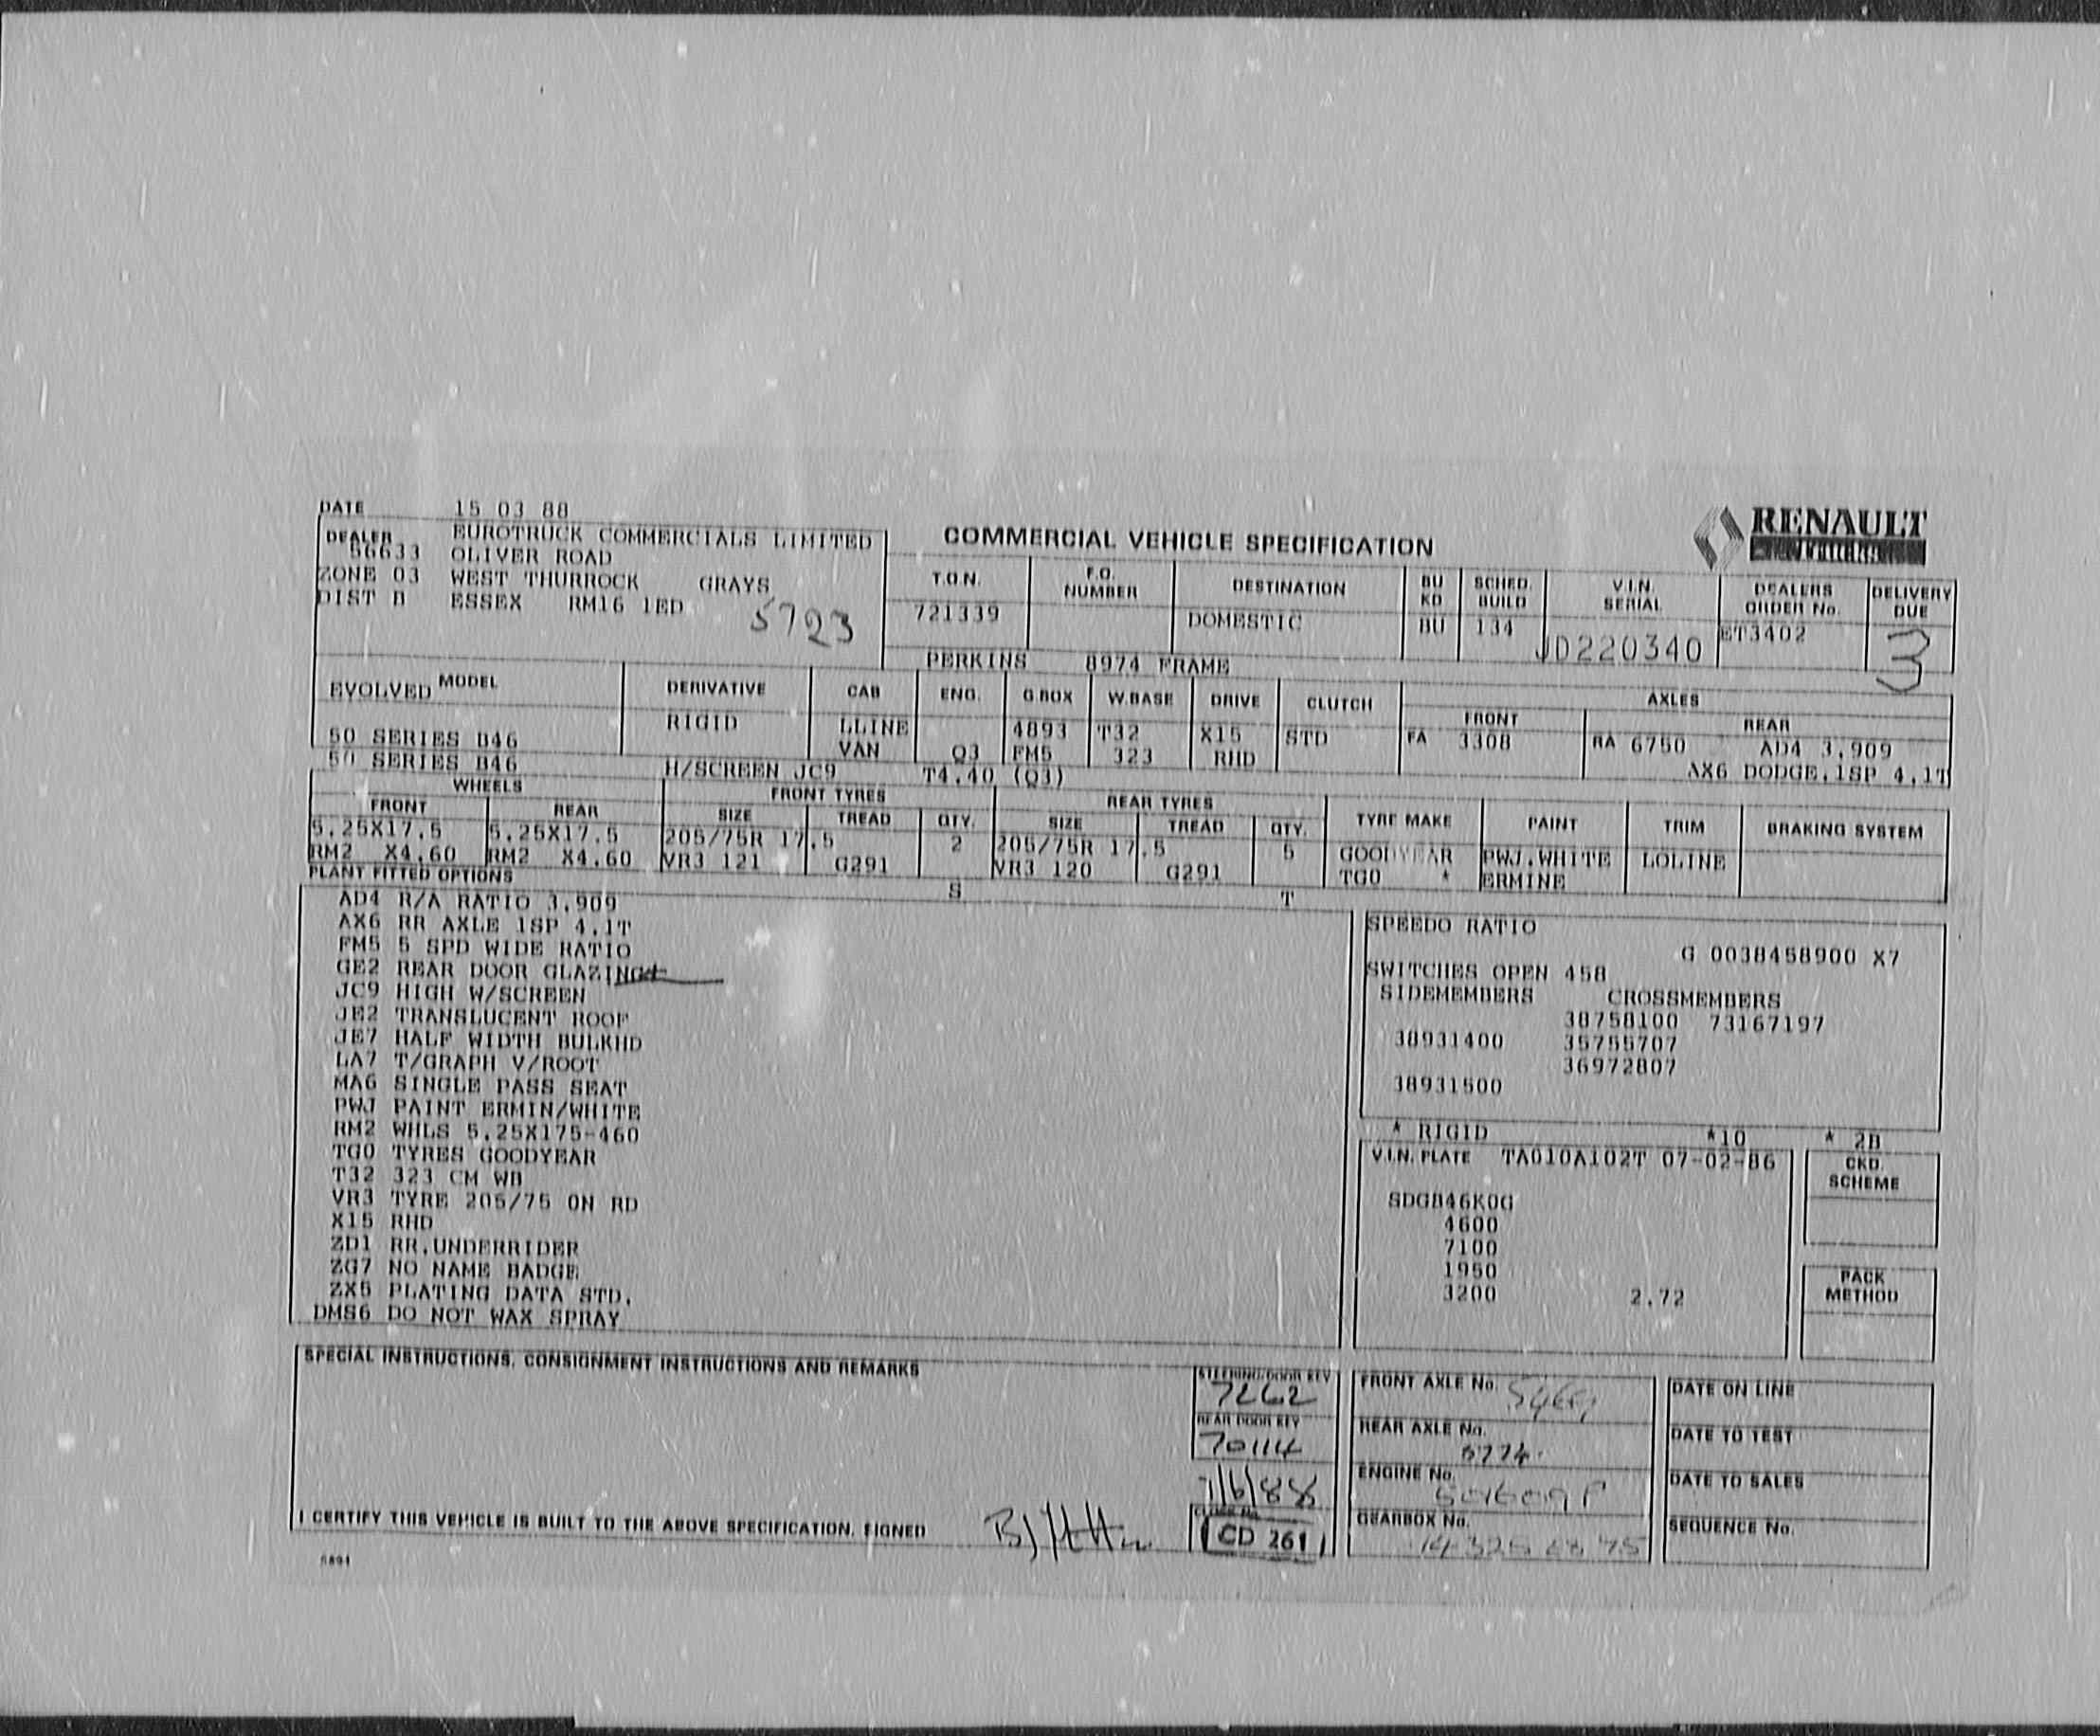 DATE 15 03 88
DEALER EUROTRUCK COMMERCIALS LIMITED
56633 OLIVER ROAD
ZONE 03 WEST THURROCK GRAYS
DIST B ESSEX RM16 1ED 5723
COMMERCIAL VEHICLE SPECIFICATION
RENAULT
T.O.N. F.O. NUMBER DESTINATION BU KD SCHED. BUILD V.I.N. SERIAL DEALERS ORDER No. DELIVERY DUE
721339 DOMESTIC BU 134 JD220340 ET3402 3
PERKINS 8974 FRAME
MODEL DERIVATIVE CAB ENG. G.BOX W.BASE DRIVE CLUTCH AXLES
FRONT REAR
EVOLVED RIGID LLINE 4893 T32 X15 STD FA 3308 RA 6750 AD4 3.909
50 SERIES B46 VAN Q3 FM5 323 RHD
50 SERIES B46 H/SCREEN JC9 T4.40 (Q3) AX6 DODGE.1SP 4.1T
WHEELS FRONT TYRES REAR TYRES TYRE MAKE PAINT TRIM BRAKING SYSTEM
FRONT REAR SIZE TREAD QTY. SIZE TREAD QTY.
5.25X17.5 5.25X17.5 205/75R 17.5 2 205/75R 17.5 5 GOODYEAR PWJ.WHITE LOLINE
RM2 X4.60 RM2 X4.60 VR3 121 G291 VR3 120 G291 TG0 * ERMINE
PLANT FITTED OPTIONS S T
AD4 R/A RATIO 3.909
AX6 RR AXLE 1SP 4.1T
FM5 5 SPD WIDE RATIO
GE2 REAR DOOR GLAZING
JC9 HIGH W/SCREEN
JE2 TRANSLUCENT ROOF
JE7 HALF WIDTH BULKHD
LA7 T/GRAPH V/ROOT
MA6 SINGLE PASS SEAT
PWJ PAINT ERMIN/WHITE
RM2 WHLS 5.25X175-460
TG0 TYRES GOODYEAR
T32 323 CM WB
VR3 TYRE 205/75 ON RD
X15 RHD
ZD1 RR.UNDERRIDER
ZG7 NO NAME BADGE
ZX5 PLATING DATA STD.
DMS6 DO NOT WAX SPRAY
SPEEDO RATIO
G 0038458900 X7
SWITCHES OPEN 458
SIDEMEMBERS CROSSMEMBERS
38758100 73167197
38931400 35755707
36972807
38931500
* RIGID *10 * 2B
V.I.N. PLATE TA010A102T 07-02-86
SDGB46K0G
4600
7100
1950
3200 2.72
CKD. SCHEME
PACK METHOD
SPECIAL INSTRUCTIONS, CONSIGNMENT INSTRUCTIONS AND REMARKS
STEERING/DOOR KEY
7262
REAR DOOR KEY
70114
7/6/88
CD 261
FRONT AXLE No.
REAR AXLE No.
ENGINE No.
GEARBOX No.
DATE ON LINE
DATE TO TEST
DATE TO SALES
SEQUENCE No.
I CERTIFY THIS VEHICLE IS BUILT TO THE ABOVE SPECIFICATION. SIGNED